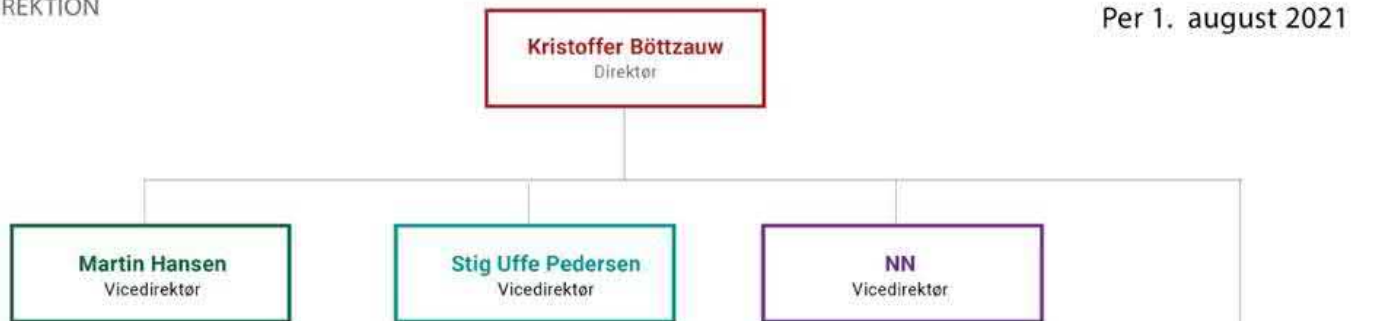 REKTION
Per 1. august 2021
Kristoffer Böttzauw
Direktør
Martin Hansen
Vicedirektør
Stig Uffe Pedersen
Vicedirektør
NN
Vicedirektør